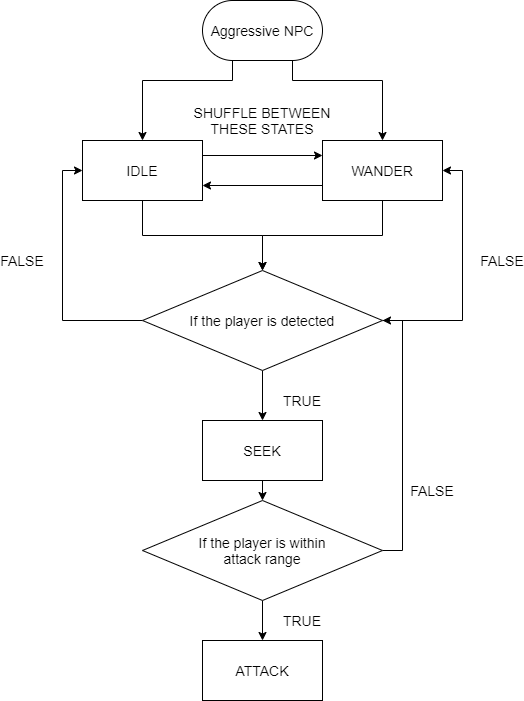 Aggressive NPC
SHUFFLE BETWEEN
THESE STATES
IDLE
WANDER
FALSE
FALSE
If the player is detected
TRUE
SEEK
FALSE
If the player is within
attack range
TRUE
ATTACK